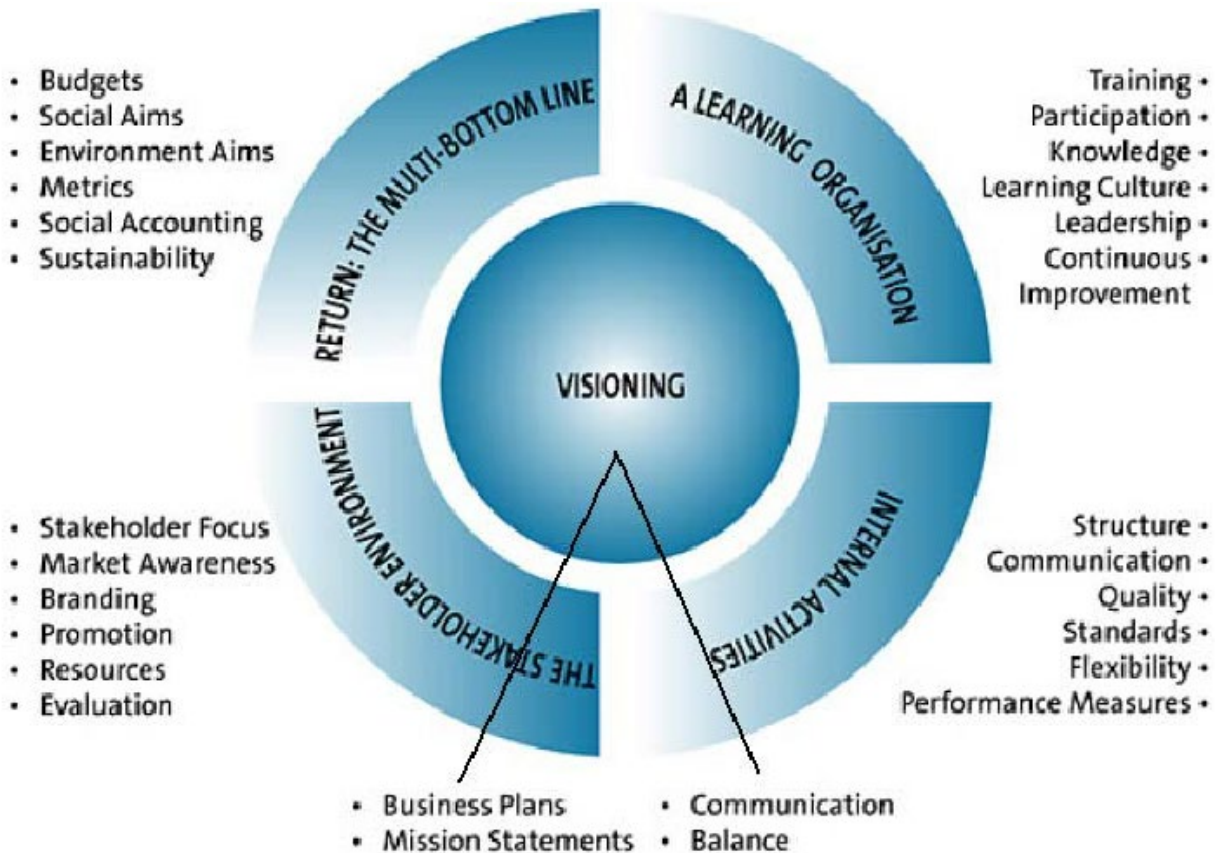 • Budgets
• Social Aims
• Environment Aims
• Metrics
• Social Accounting
• Sustainability
RETURN: THE MULTI-BOTTOM LINE
A LEARNING ORGANISATION
Training •
Participation •
Knowledge •
Learning Culture •
Leadership •
Continuous •
Improvement
VISIONING
• Stakeholder Focus
• Market Awareness
• Branding
• Promotion
• Resources
• Evaluation
THE STAKEHOLDER ENVIRONMENT
INTERNAL ACTIVITIES
Structure •
Communication •
Quality •
Standards •
Flexibility •
Performance Measures •
• Business Plans
• Mission Statements
• Communication
• Balance